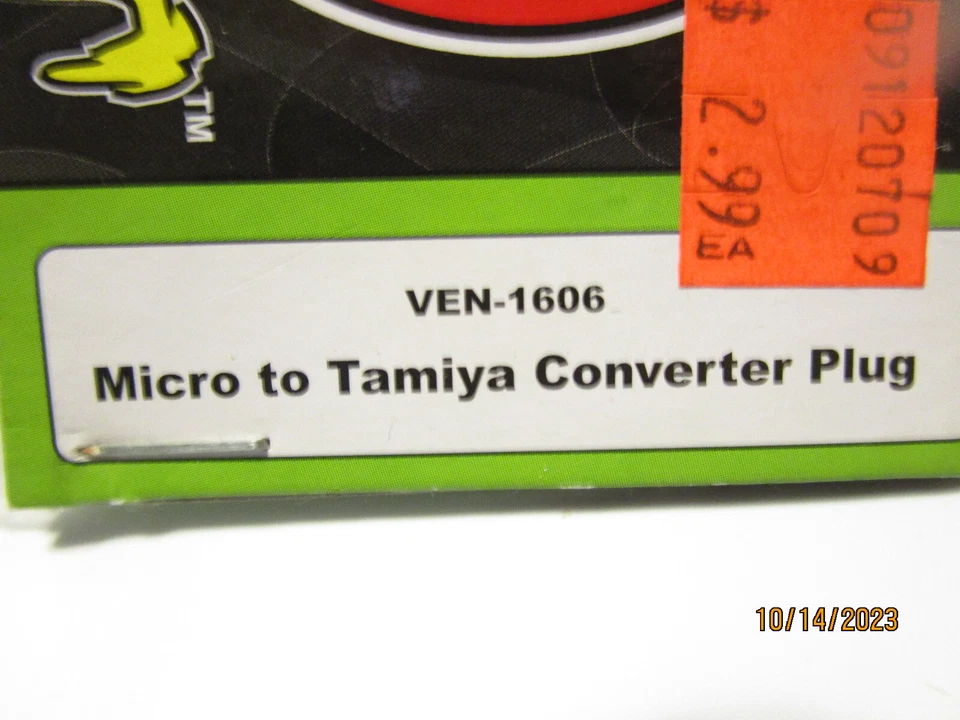 TM
$ 2.99
EA
09120709
VEN-1606
Micro to Tamiya Converter Plug
10/14/2023